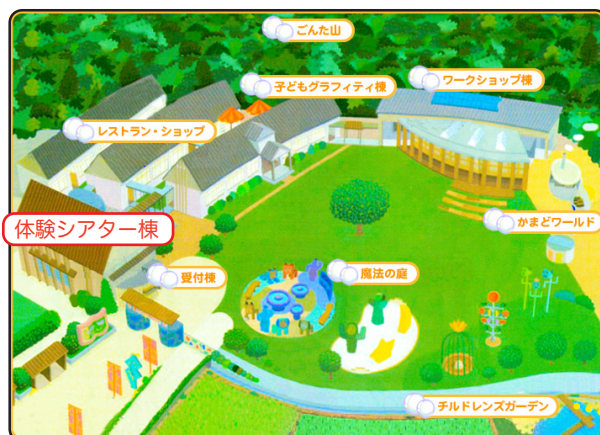 ごんた山
子どもグラフィティ棟
ワークショップ棟
レストラン・ショップ
体験シアター棟
かまどワールド
受付棟
魔法の庭
チルドレンズガーデン